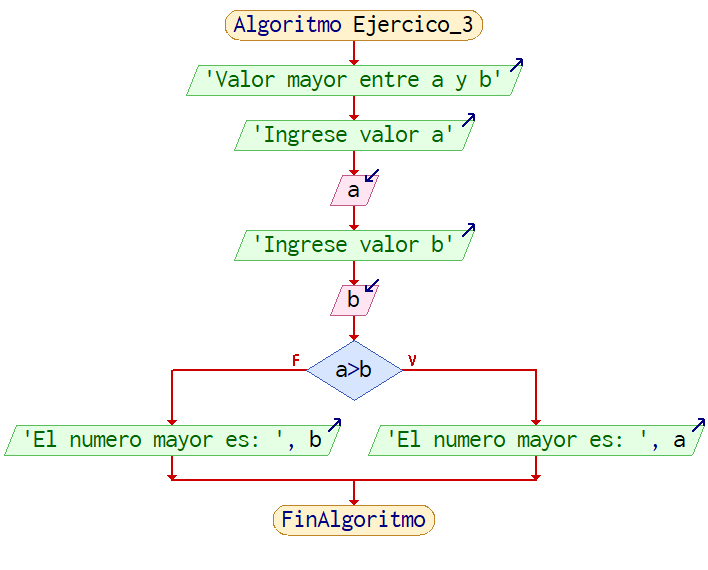 Algoritmo Ejercico_3
'Valor mayor entre a y b'
'Ingrese valor a'
a
'Ingrese valor b'
b
F
V
a>b
'El numero mayor es: ', b
'El numero mayor es: ', a
FinAlgoritmo